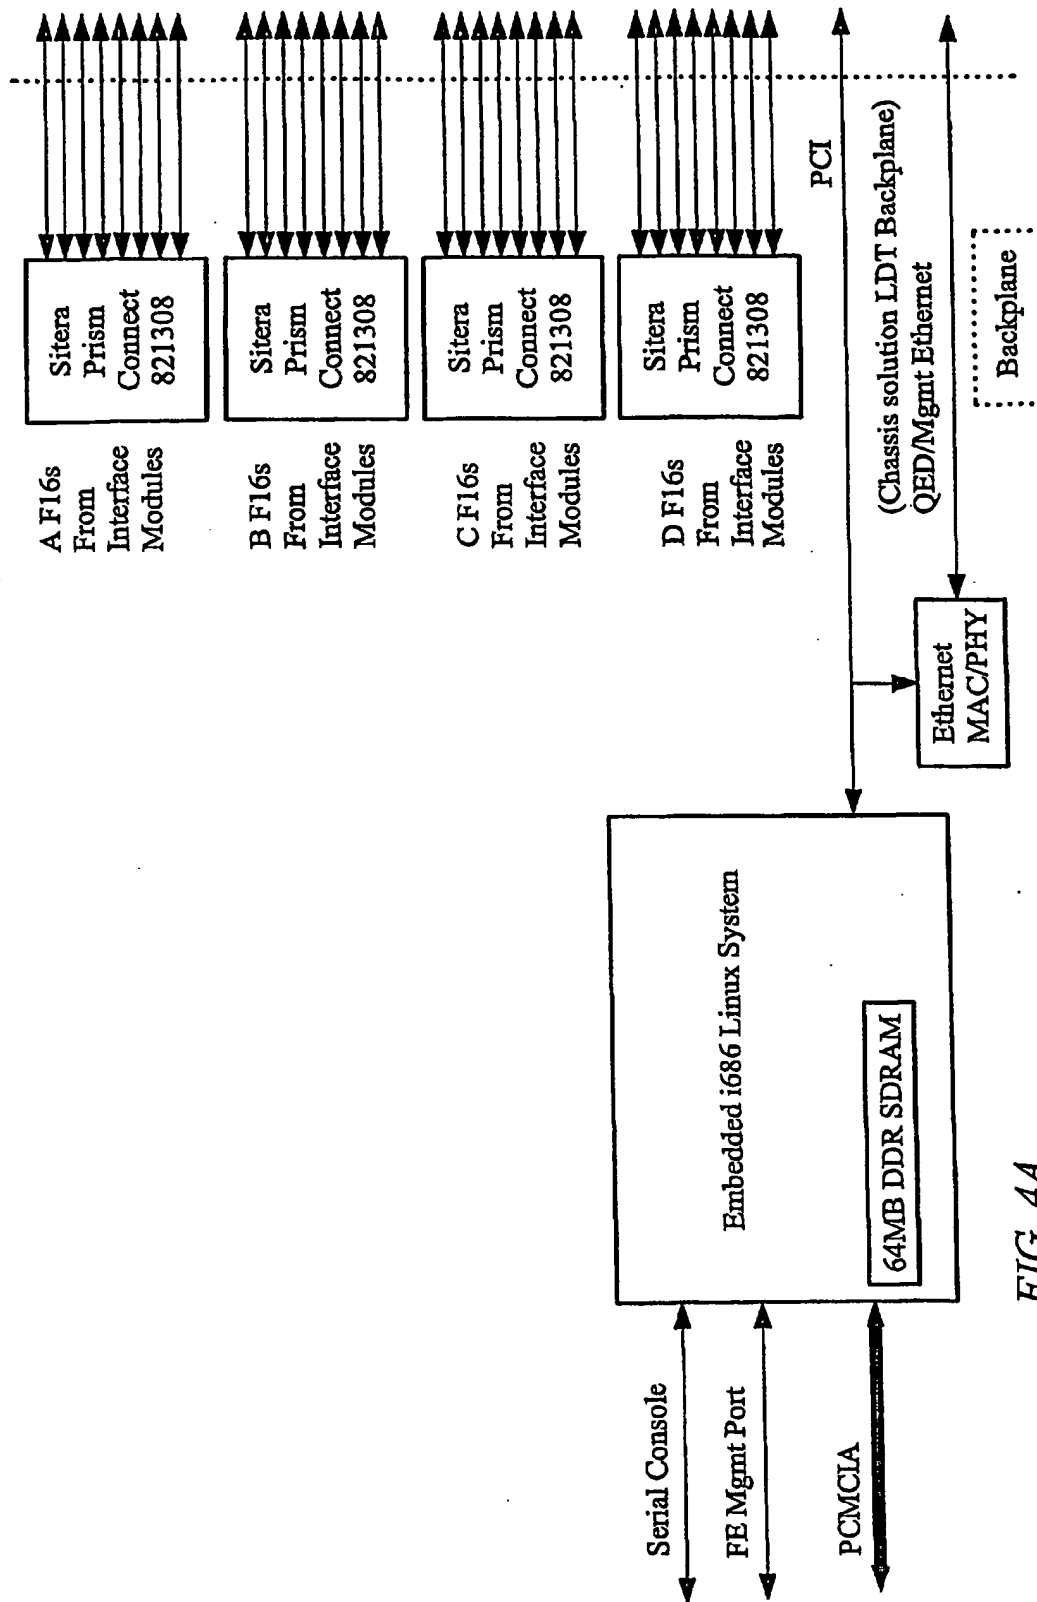 A F16s
From
Interface
Modules
Sitera
Prism
Connect
821308
B F16s
From
Interface
Modules
Sitera
Prism
Connect
821308
C F16s
From
Interface
Modules
Sitera
Prism
Connect
821308
D F16s
From
Interface
Modules
Sitera
Prism
Connect
821308
PCI
(Chassis solution LDT Backplane)
QED/Mgmt Ethernet
Backplane
Ethernet
MAC/PHY
Embedded i686 Linux System
64MB DDR SDRAM
Serial Console
FE Mgmt Port
PCMCIA
FIG. 4A